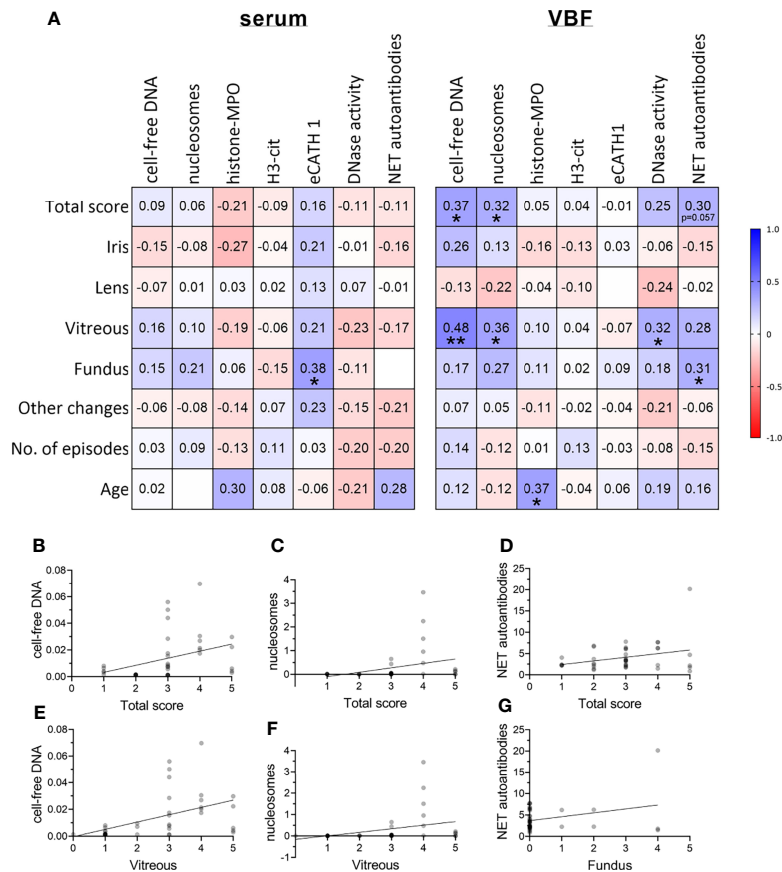 A
serum
VBF
cell-free DNA
nucleosomes
histone-MPO
H3-cit
eCATH 1
DNase activity
NET autoantibodies
cell-free DNA
nucleosomes
histone-MPO
H3-cit
eCATH1
DNase activity
NET autoantibodies
Total score 0.09 0.06 -0.21 -0.09 0.16 -0.11 -0.11 0.37 0.32 0.05 0.04 -0.01 0.25 0.30
* * p=0.057
Iris -0.15 -0.08 -0.27 -0.04 0.21 -0.01 -0.16 0.26 0.13 -0.16 -0.13 0.03 -0.06 -0.15
Lens -0.07 0.01 0.03 0.02 0.13 0.07 -0.01 -0.13 -0.22 -0.04 -0.10 -0.24 -0.02
Vitreous 0.16 0.10 -0.19 -0.06 0.21 -0.23 -0.17 0.48 0.36 0.10 0.04 -0.07 0.32 0.28
** * *
Fundus 0.15 0.21 0.06 -0.15 0.38 -0.11 0.17 0.27 0.11 0.02 0.09 0.18 0.31
* *
Other changes -0.06 -0.08 -0.14 0.07 0.23 -0.15 -0.21 0.07 0.05 -0.11 -0.02 -0.04 -0.21 -0.06
No. of episodes 0.03 0.09 -0.13 0.11 0.03 -0.20 -0.20 0.14 -0.12 0.01 0.13 -0.03 -0.08 -0.15
Age 0.02 0.30 0.08 -0.06 -0.21 0.28 0.12 -0.12 0.37 -0.04 0.06 0.19 0.16
*
1.0
0.5
0
-0.5
-1.0
B
cell-free DNA
0.08
0.06
0.04
0.02
0.00
0 1 2 3 4 5
Total score
C
nucleosomes
4
3
2
1
0
1 2 3 4 5
Total score
D
NET autoantibodies
25
20
15
10
5
0
0 1 2 3 4 5
Total score
E
cell-free DNA
0.08
0.06
0.04
0.02
0.00
0 1 2 3 4 5
Vitreous
F
nucleosomes
4
3
2
1
0
-1
1 2 3 4 5
Vitreous
G
NET autoantibodies
25
20
15
10
5
0
0 1 2 3 4 5
Fundus